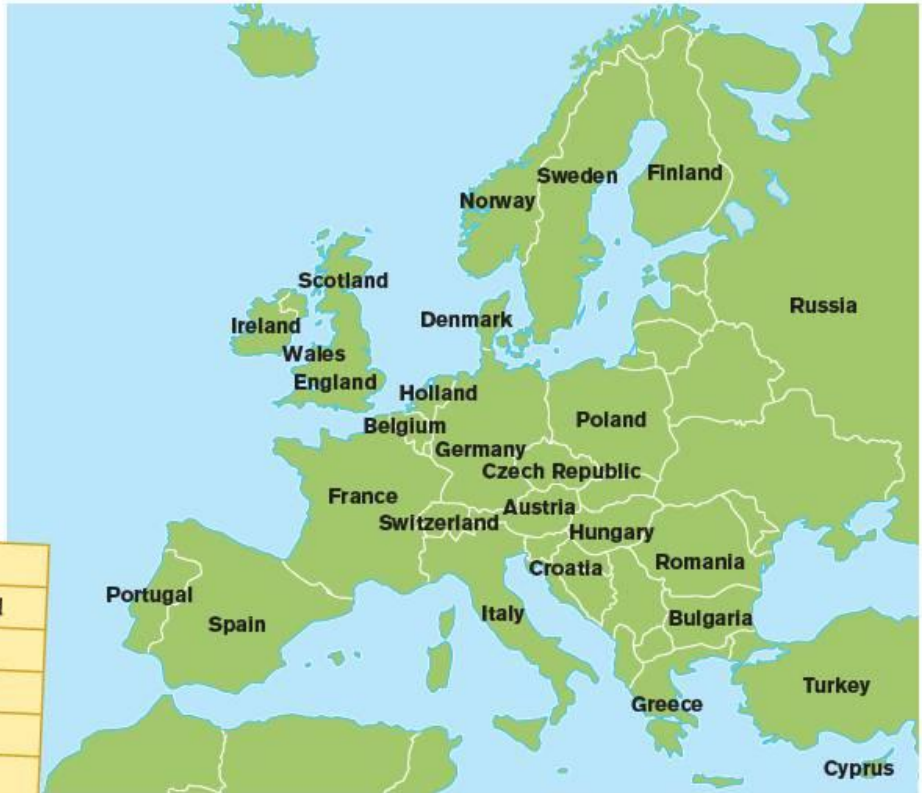 Sweden
Finland
Norway
Scotland
Russia
Denmark
Ireland
Wales
England
Holland
Poland
Belgium
Germany
Czech Republic
France
Austria
Switzerland
Hungary
Romania
Croatia
Portugal
Italy
Spain
Bulgaria
Turkey
Greece
Cyprus